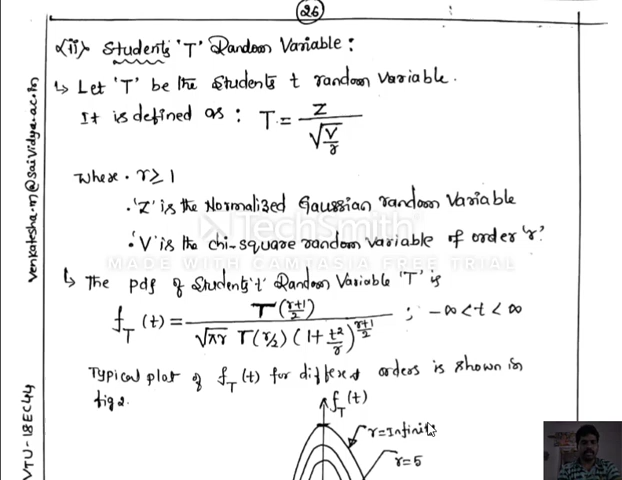 26
(ii) Student's 'T' Random Variable:
↳ Let 'T' be the Student's t random variable.
It is defined as: T = Z / √(V/r)
Where • r ≥ 1
• 'Z' is the Normalized Gaussian random Variable
• 'V' is the chi-square random variable of order 'r'.
TechSmith
MADE WITH CAMTASIA FREE TRIAL
↳ The pdf of Student's 't' Random Variable 'T' is
f_T(t) = Γ((r+1)/2) / (√πr Γ(r/2) (1 + t²/r)^((r+1)/2)) ; -∞ < t < ∞
Typical plot of f_T(t) for different orders is shown in
fig 2.
f_T(t)
r=Infinity
r=5
Venkatesha.m@saividya.ac.in
VTU-18EC44